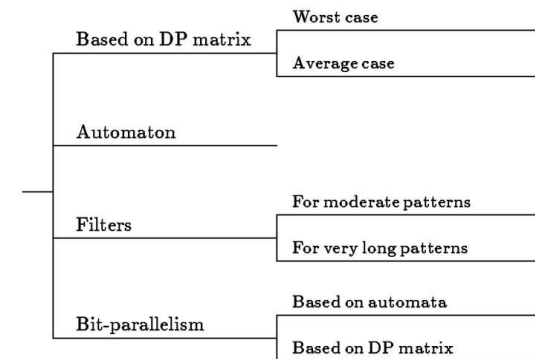 Based on DP matrix
Worst case
Average case
Automaton
Filters
For moderate patterns
For very long patterns
Bit-parallelism
Based on automata
Based on DP matrix